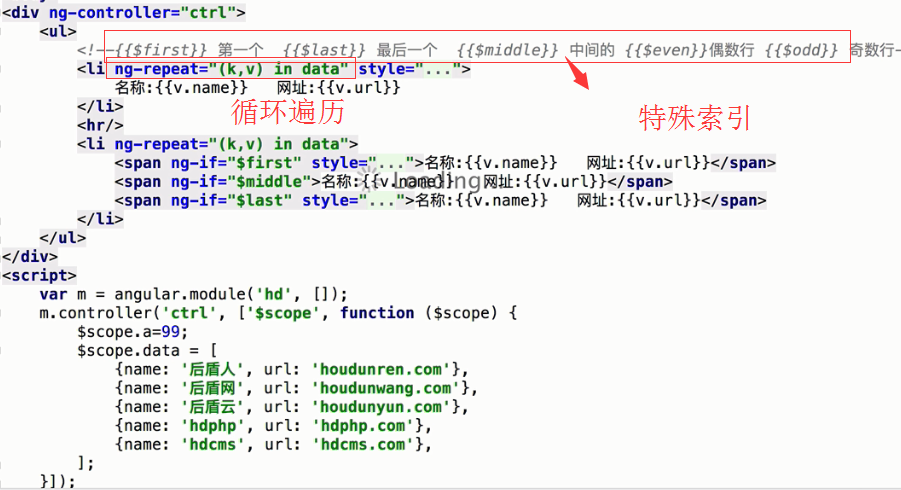 <div ng-controller="ctrl">
<ul>
<!--{{$first}} 第一个 {{$last}} 最后一个 {{$middle}} 中间的 {{$even}}偶数行 {{$odd}} 奇数行-
<li ng-repeat="(k,v) in data" style="...">
名称:{{v.name}} 网址:{{v.url}}
</li>
循环遍历
特殊索引
<hr/>
<li ng-repeat="(k,v) in data">
<span ng-if="$first" style="...">名称:{{v.name}} 网址:{{v.url}}</span>
<span ng-if="$middle">名称:{{v.name}} 网址:{{v.url}}</span>
Loading
<span ng-if="$last" style="...">名称:{{v.name}} 网址:{{v.url}}</span>
</li>
</ul>
</div>
<script>
var m = angular.module('hd', []);
m.controller('ctrl', ['$scope', function ($scope) {
$scope.a=99;
$scope.data = [
{name: '后盾人', url: 'houdunren.com'},
{name: '后盾网', url: 'houdunwang.com'},
{name: '后盾云', url: 'houdunyun.com'},
{name: 'hdphp', url: 'hdphp.com'},
{name: 'hdcms', url: 'hdcms.com'},
];
}]);